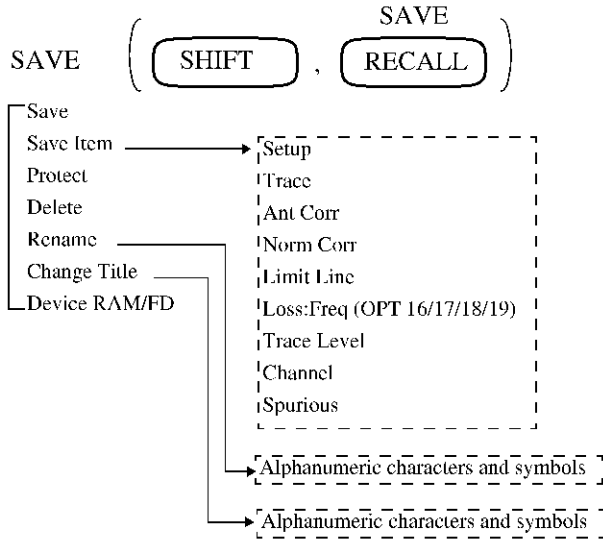 SAVE
SAVE ( SHIFT , RECALL )
Save
Save Item
Protect
Delete
Rename
Change Title
Device RAM/FD
Setup
Trace
Ant Corr
Norm Corr
Limit Line
Loss:Freq (OPT 16/17/18/19)
Trace Level
Channel
Spurious
Alphanumeric characters and symbols
Alphanumeric characters and symbols